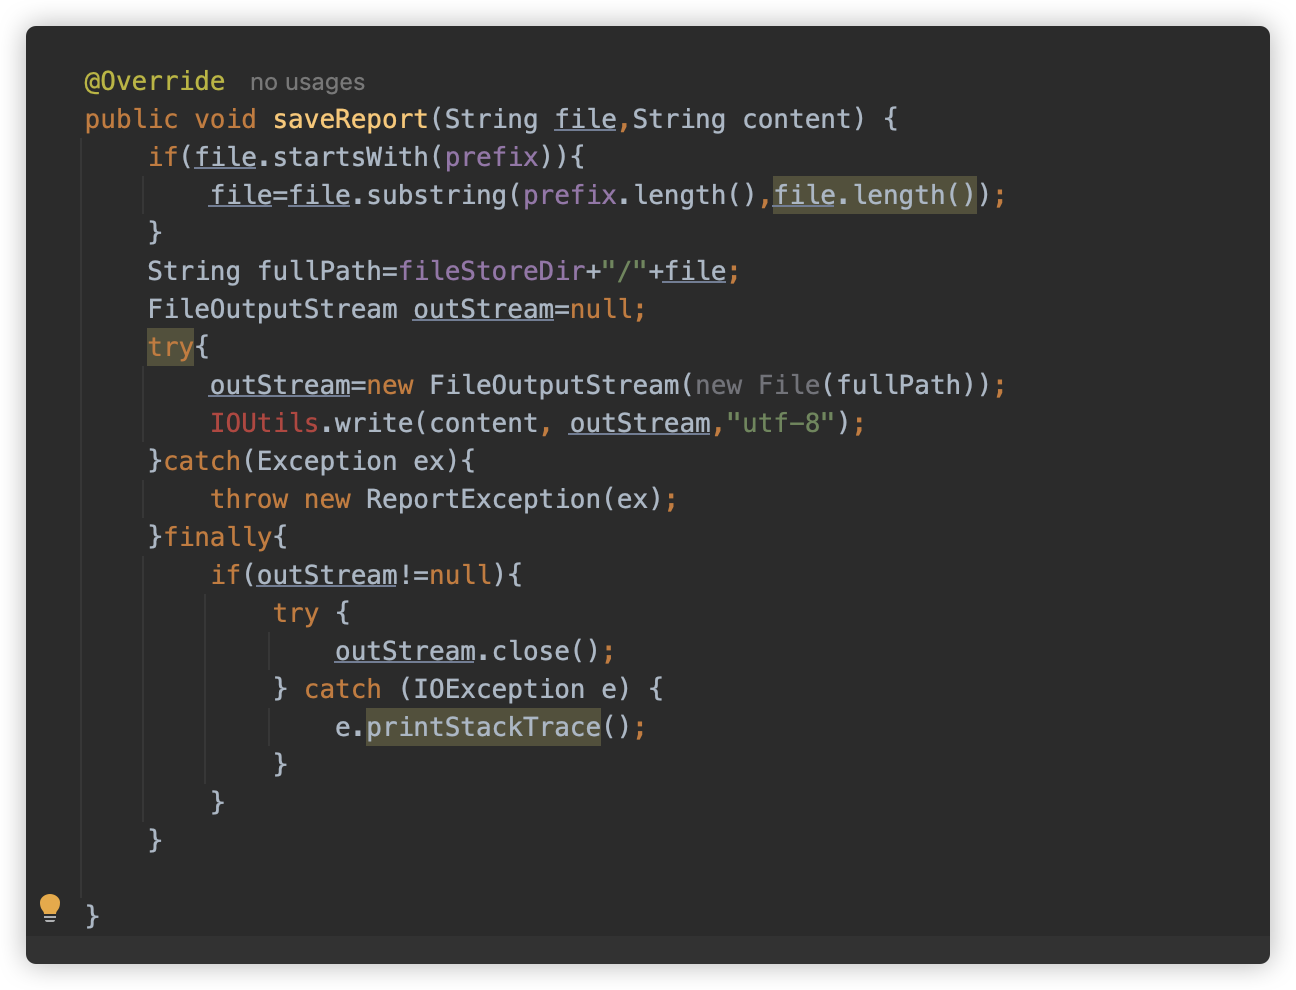 @Override no usages
public void saveReport(String file,String content) {
if(file.startsWith(prefix)){
file=file.substring(prefix.length(),file.length());
}
String fullPath=fileStoreDir+"/"+file;
FileOutputStream outStream=null;
try{
outStream=new FileOutputStream(new File(fullPath));
IOUtils.write(content, outStream,"utf-8");
}catch(Exception ex){
throw new ReportException(ex);
}finally{
if(outStream!=null){
try {
outStream.close();
} catch (IOException e) {
e.printStackTrace();
}
}
}
}